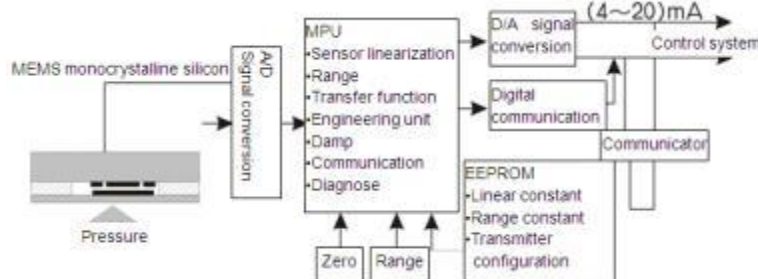 MEMS monocrystalline silicon
Pressure
A/D
Signal conversion
MPU
•Sensor linearization
•Range
•Transfer function
•Engineering unit
•Damp
•Communication
•Diagnose
Zero
Range
D/A signal
conversion
(4～20)mA
Control system
Digital
communication
Communicator
EEPROM
•Linear constant
•Range constant
•Transmitter
configuration